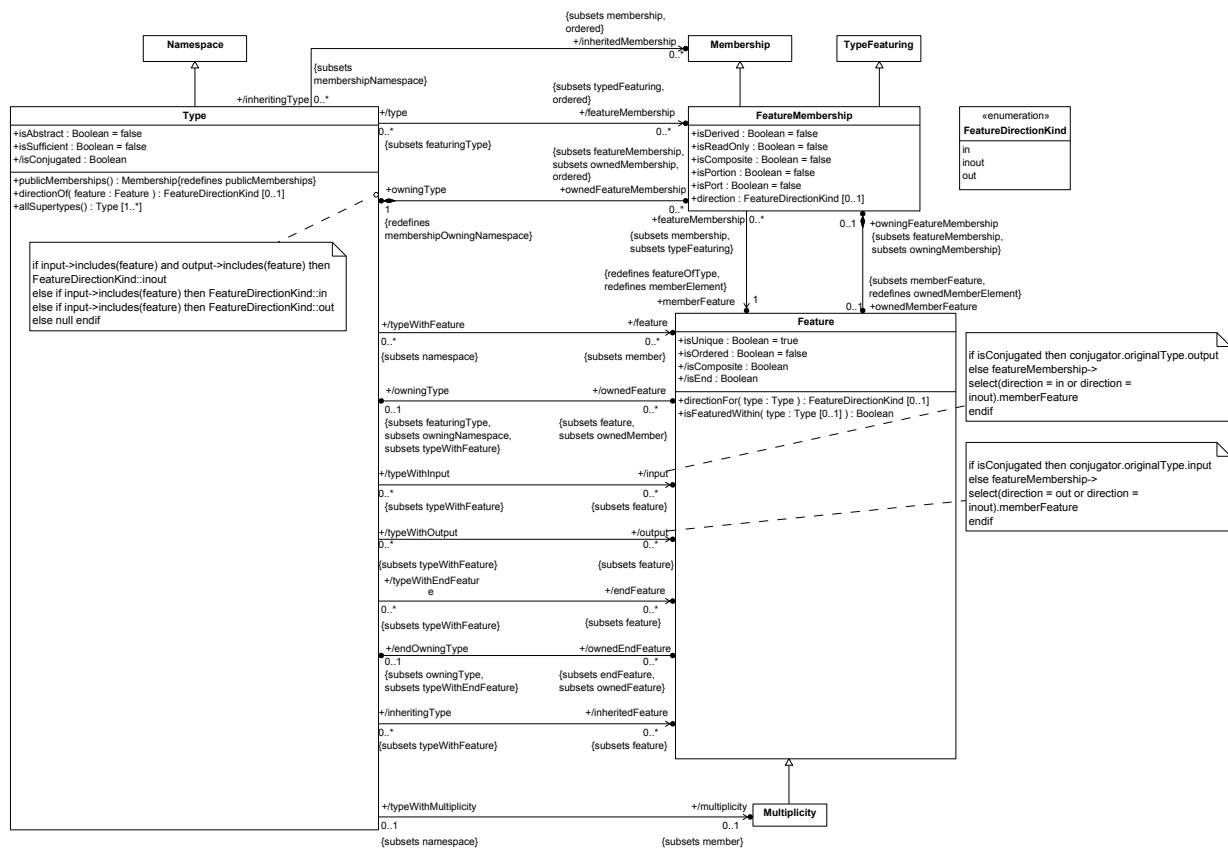 {subsets membership,
ordered}
+/inheritedMembership
0..*
Namespace
Membership
TypeFeaturing
{subsets
membershipNamespace}
+/inheritingType
0..*
Type
+isAbstract : Boolean = false
+isSufficient : Boolean = false
+/isConjugated : Boolean
+publicMemberships() : Membership{redefines publicMemberships}
+directionOf( feature : Feature ) : FeatureDirectionKind [0..1]
+allSupertypes() : Type [1..*]
if input->includes(feature) and output->includes(feature) then
FeatureDirectionKind::inout
else if input->includes(feature) then FeatureDirectionKind::in
else if input->includes(feature) then FeatureDirectionKind::out
else null endif
+/type
0..*
{subsets featuringType}
{subsets typedFeaturing,
ordered}
+/featureMembership
0..*
+owningType
1
{redefines
membershipOwningNamespace}
{subsets featureMembership,
subsets ownedMembership,
ordered}
+ownedFeatureMembership
0..*
FeatureMembership
+isDerived : Boolean = false
+isReadOnly : Boolean = false
+isComposite : Boolean = false
+isPortion : Boolean = false
+isPort : Boolean = false
+direction : FeatureDirectionKind [0..1]
«enumeration»
FeatureDirectionKind
in
inout
out
+featureMembership
0..*
{subsets membership,
subsets typeFeaturing}
{redefines featureOfType,
redefines memberElement}
+memberFeature
1
0..1
+owningFeatureMembership
{subsets featureMembership,
subsets owningMembership}
{subsets memberFeature,
redefines ownedMemberElement}
0..1
+ownedMemberFeature
Feature
+isUnique : Boolean = true
+isOrdered : Boolean = false
+/isComposite : Boolean
+/isEnd : Boolean
+directionFor( type : Type ) : FeatureDirectionKind [0..1]
+isFeaturedWithin( type : Type [0..1] ) : Boolean
if isConjugated then conjugator.originalType.output
else featureMembership->
select(direction = in or direction =
inout).memberFeature
endif
if isConjugated then conjugator.originalType.input
else featureMembership->
select(direction = out or direction =
inout).memberFeature
endif
+/typeWithFeature
+/feature
0..*
0..*
{subsets namespace}
{subsets member}
+/owningType
+/ownedFeature
0..1
0..*
{subsets featuringType,
subsets owningNamespace,
subsets typeWithFeature}
{subsets feature,
subsets ownedMember}
+/typeWithInput
+/input
0..*
0..*
{subsets typeWithFeature}
{subsets feature}
+/typeWithOutput
+/output
0..*
0..*
{subsets typeWithFeature}
{subsets feature}
+/typeWithEndFeatur
e
+/endFeature
0..*
0..*
{subsets typeWithFeature}
{subsets feature}
+/endOwningType
+/ownedEndFeature
0..1
0..*
{subsets owningType,
subsets typeWithEndFeature}
{subsets endFeature,
subsets ownedFeature}
+/inheritingType
+/inheritedFeature
0..*
0..*
{subsets typeWithFeature}
{subsets feature}
+/typeWithMultiplicity
+/multiplicity
0..1
0..1
{subsets namespace}
{subsets member}
Multiplicity